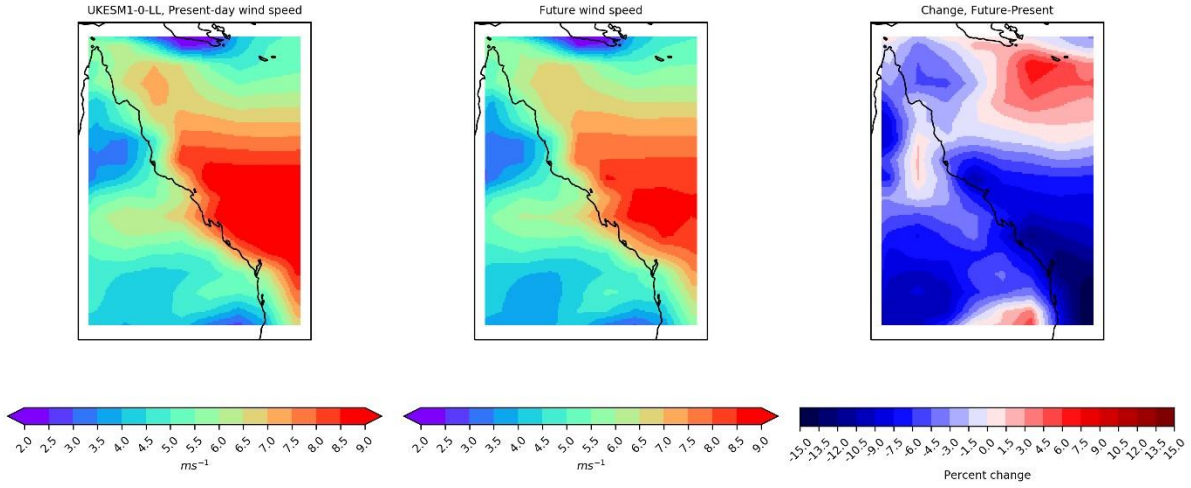 UKESM1-0-LL, Present-day wind speed
Future wind speed
Change, Future-Present
2.0 2.5 3.0 3.5 4.0 4.5 5.0 5.5 6.0 6.5 7.0 7.5 8.0 8.5 9.0
ms⁻¹
2.0 2.5 3.0 3.5 4.0 4.5 5.0 5.5 6.0 6.5 7.0 7.5 8.0 8.5 9.0
ms⁻¹
-15.0 -13.5 -12.0 -10.5 -9.0 -7.5 -6.0 -4.5 -3.0 -1.5 0.0 1.5 3.0 4.5 6.0 7.5 9.0 10.5 12.0 13.5 15.0
Percent change